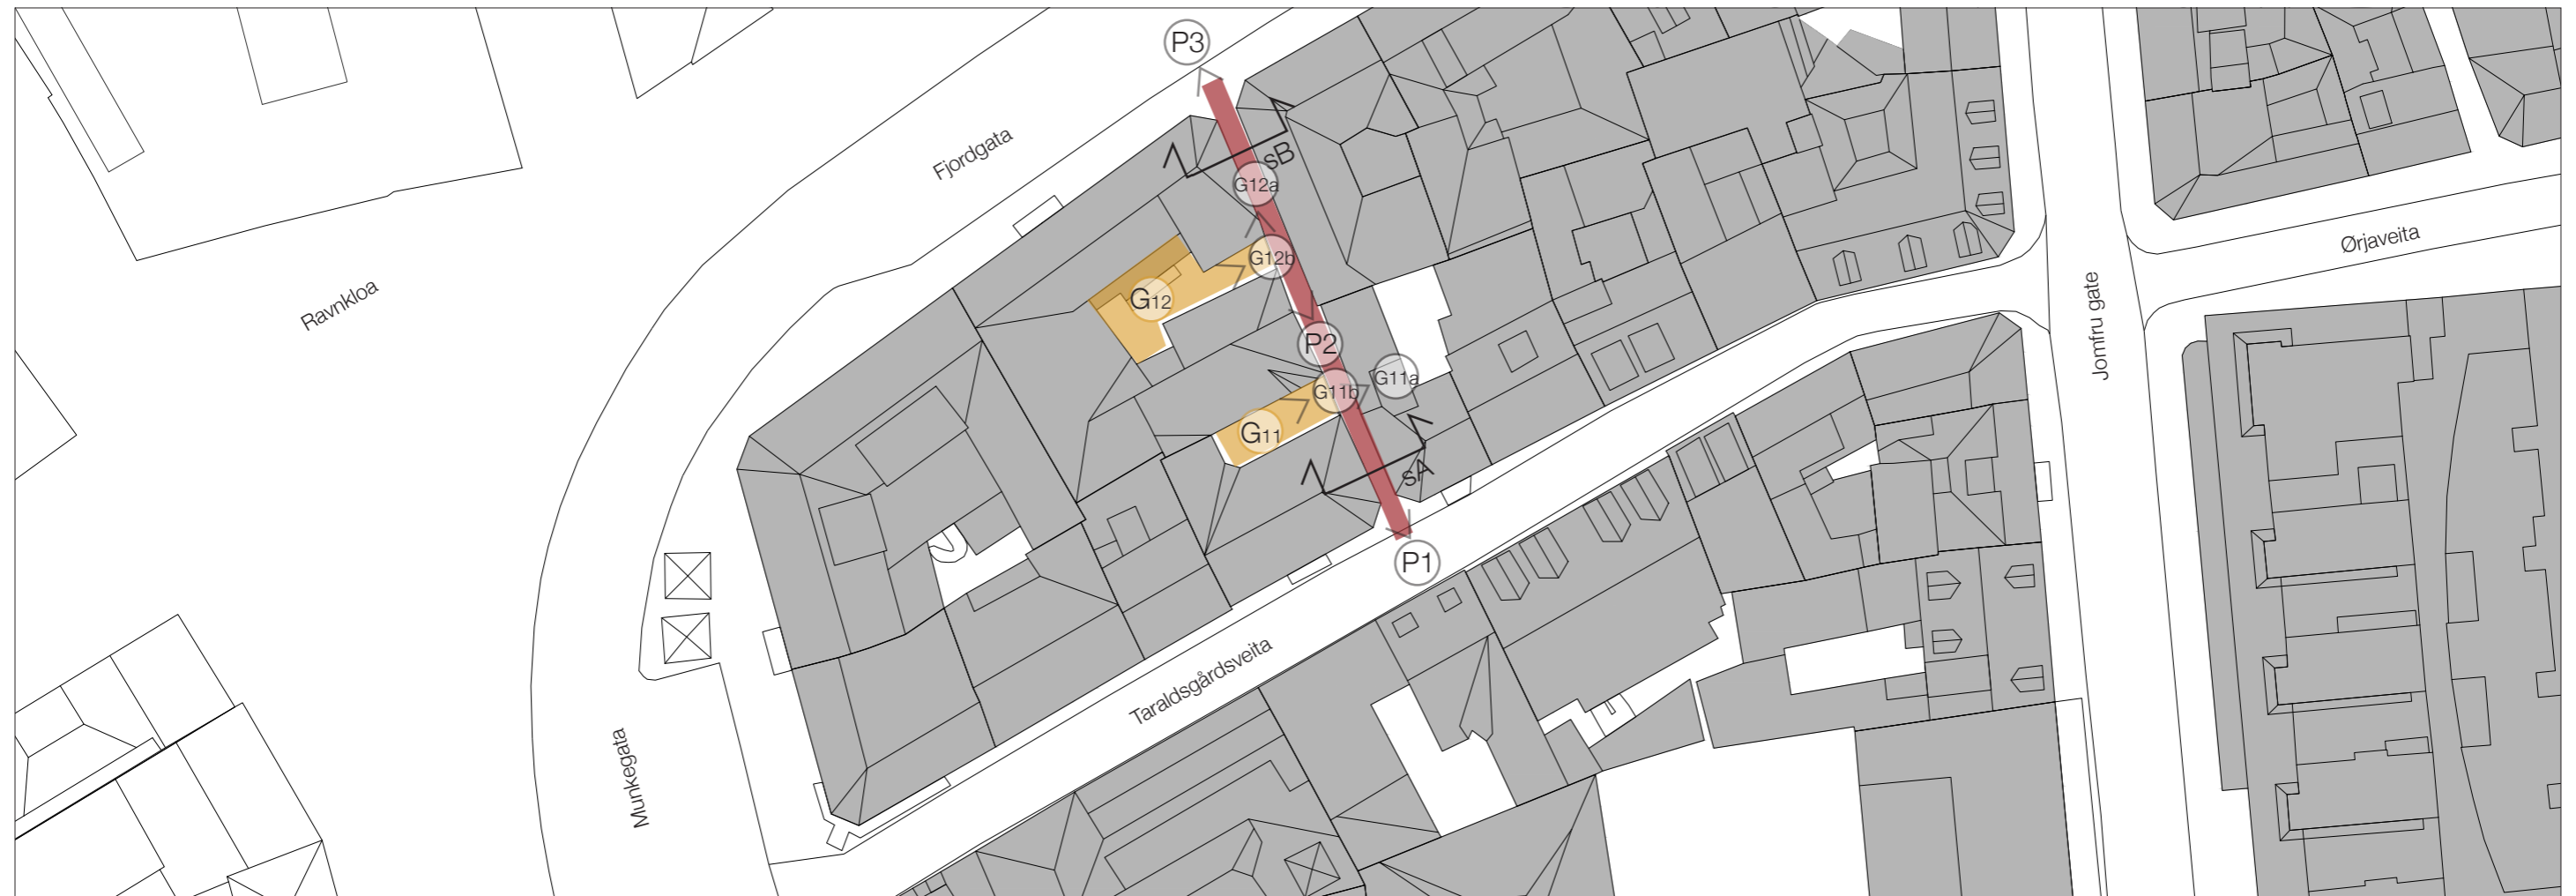 P3
Fjordgata
sB
G12a
Ørjaveita
G12b
Jomfru gate
Ravnkloa
G12
P2
G11a
G11b
G11
sA
P1
Taraldsgårdsveita
Munkegata